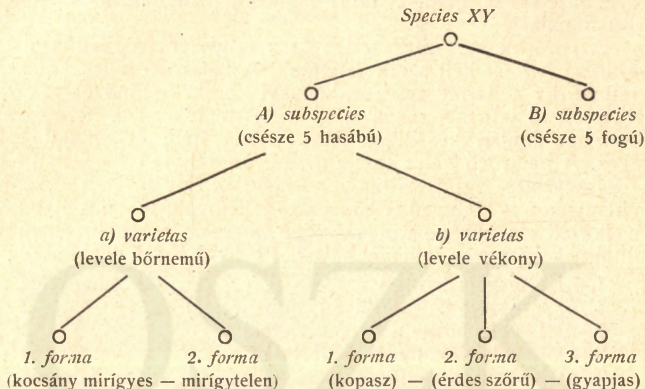 Species XY
A) subspecies B) subspecies
(csésze 5 hasábú) (csésze 5 fogú)
a) varietas b) varietas
(levele bőrnemű) (levele vékony)
1. forma 2. forma 1. forma 2. forma 3. forma
(kocsány mirígyes — mirígytelen) (kopasz) — (érdes szőrű) — (gyapjas)
OSZK